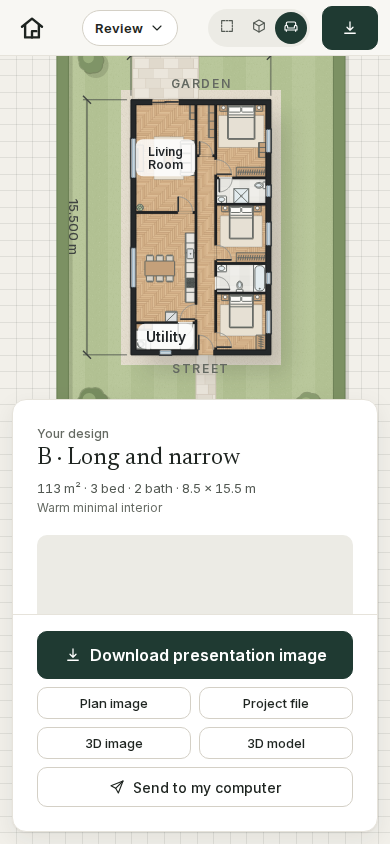 Review
GARDEN
Living
Room
15.500 m
Utility
STREET
Your design
B · Long and narrow
113 m² · 3 bed · 2 bath · 8.5 × 15.5 m
Warm minimal interior
Download presentation image
Plan image
Project file
3D image
3D model
Send to my computer